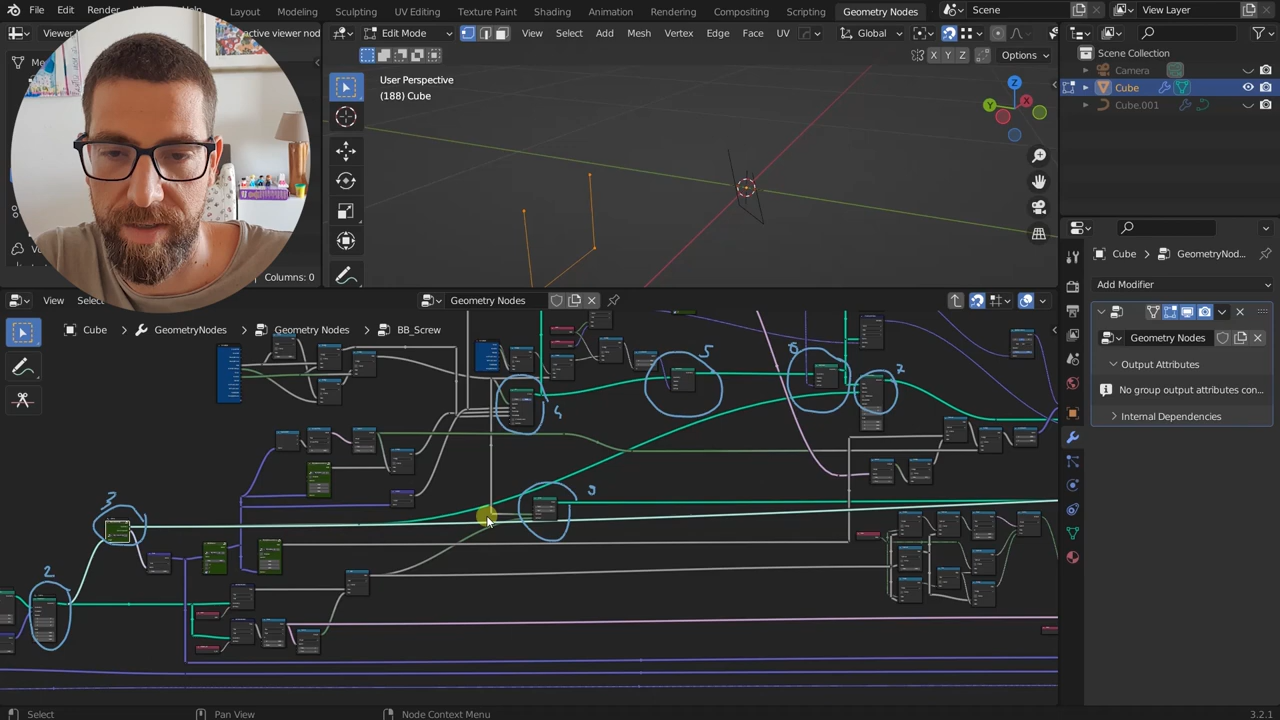 File Edit Render Window Help Layout Modeling Sculpting UV Editing Texture Paint Shading Animation Rendering Compositing Scripting Geometry Nodes Scene View Layer
Edit Mode View Select Add Mesh Vertex Edge Face UV Global
X Y Z Options
User Perspective
(188) Cube
Z
Y X
Columns: 0
Scene Collection
Camera
Cube
Cube.001
View Geometry Nodes
Cube GeometryNodes Geometry Nodes BB_Screw
Cube GeometryNod...
Add Modifier
Geometry Nodes
Output Attributes
No group output attributes con...
Internal Dependencies
5
6
7
4
3
2
Select Pan View Node Context Menu 3.2.1